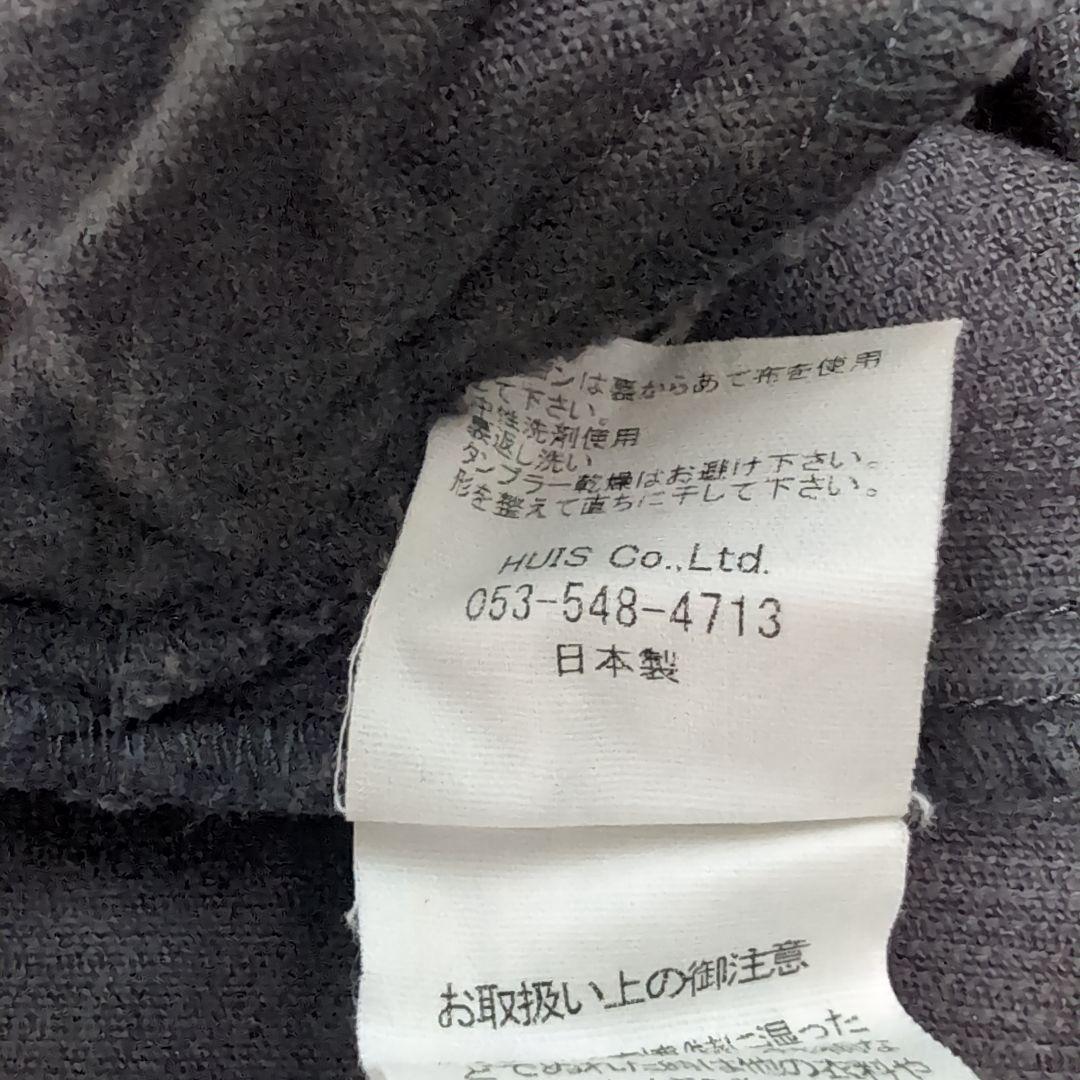 ンは裏からあて布を使用
て下さい。
中性洗剤使用
裏返し洗い
タンブラー乾燥はお避け下さい。
形を整えて直ちに干して下さい。
HUIS Co.,Ltd.
053-548-4713
日本製
お取扱い上の御注意
湿った